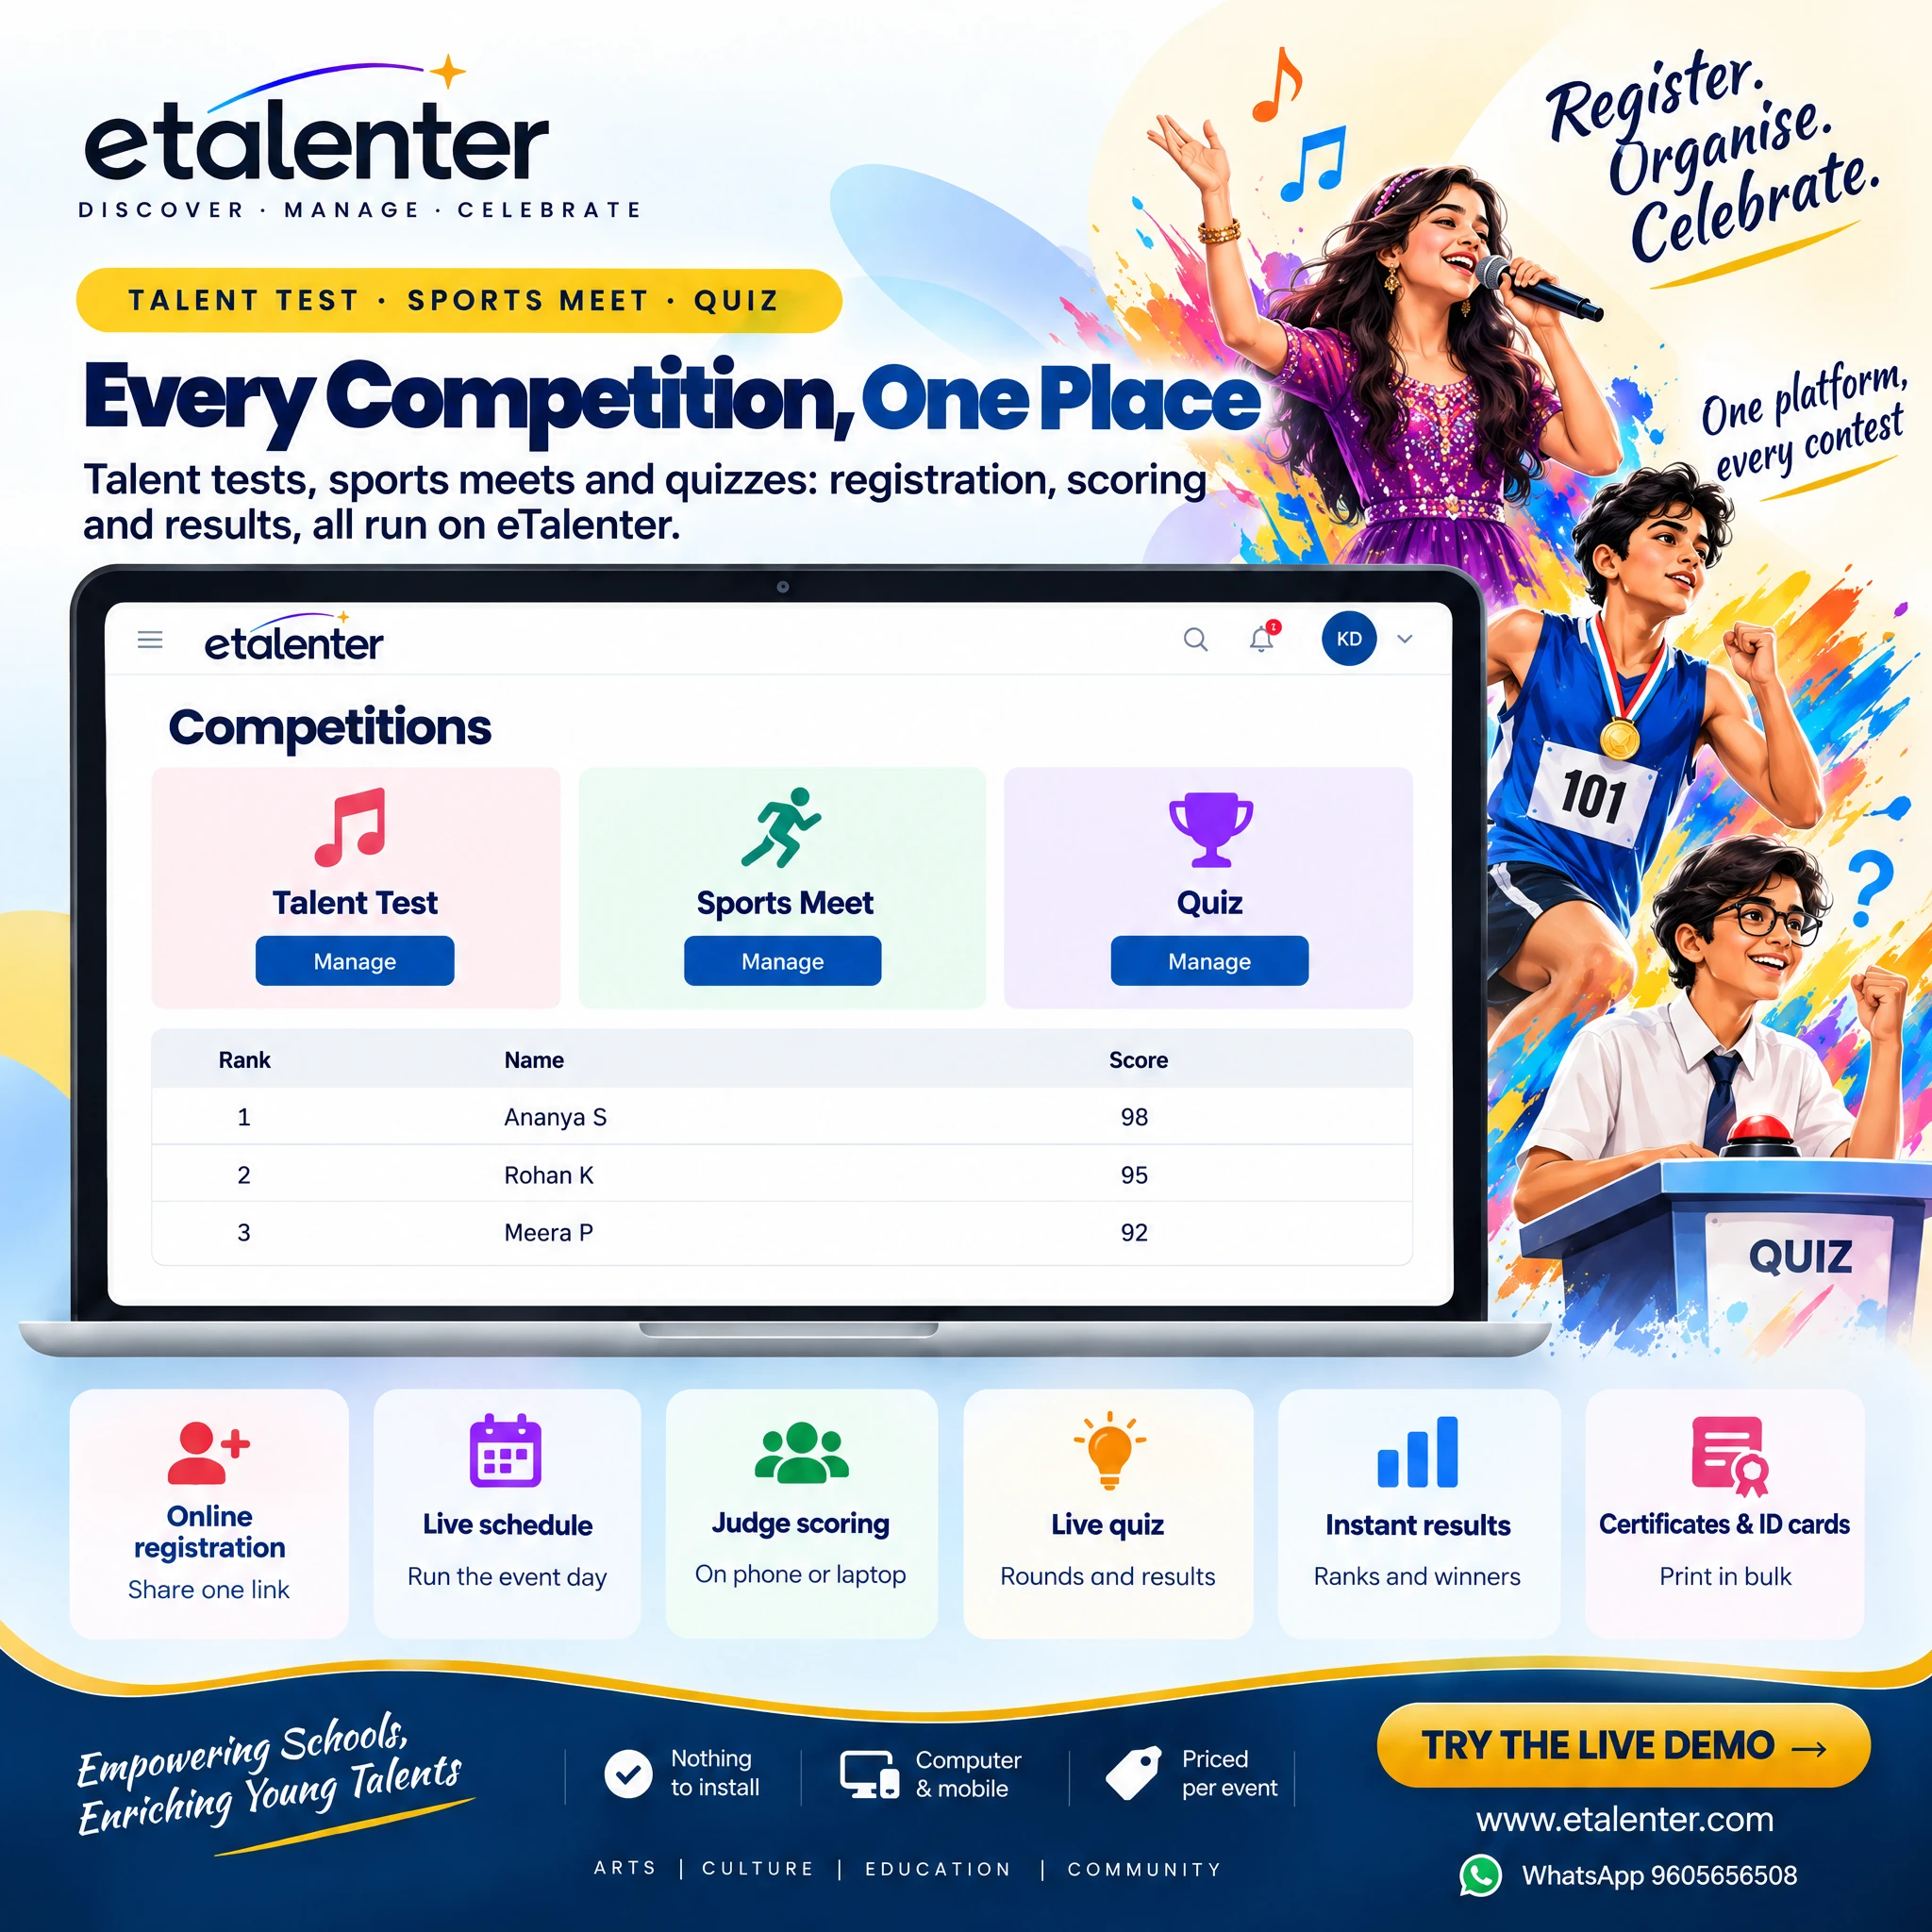 etalenter
DISCOVER · MANAGE · CELEBRATE
Register.
Organise.
Celebrate.
TALENT TEST · SPORTS MEET · QUIZ
Every Competition, One Place
Talent tests, sports meets and quizzes: registration, scoring
and results, all run on eTalenter.
One platform,
every contest
etalenter
KD
Competitions
Talent Test
Manage
Sports Meet
Manage
Quiz
Manage
Rank Name Score
1 Ananya S 98
2 Rohan K 95
3 Meera P 92
101
?
QUIZ
Online
registration
Share one link
Live schedule
Run the event day
Judge scoring
On phone or laptop
Live quiz
Rounds and results
Instant results
Ranks and winners
Certificates & ID cards
Print in bulk
Empowering Schools,
Enriching Young Talents
Nothing
to install
Computer
& mobile
Priced
per event
ARTS | CULTURE | EDUCATION | COMMUNITY
TRY THE LIVE DEMO →
www.etalenter.com
WhatsApp 9605656508